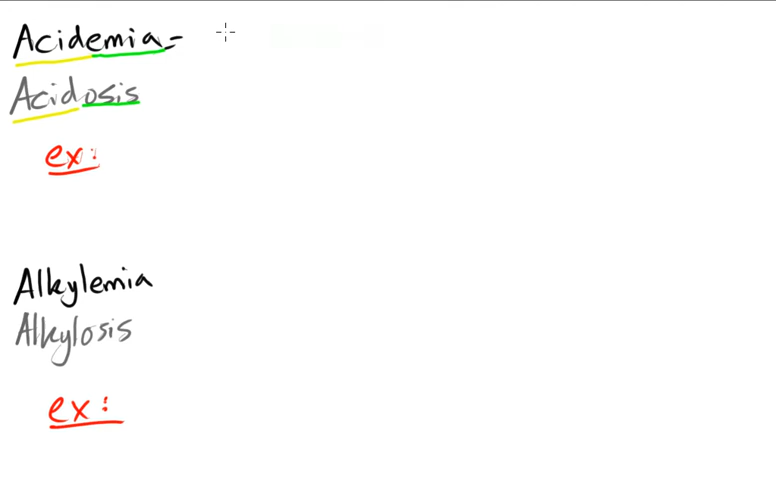 Acidemia=
Acidosis
ex:
Alkylemia
Alkylosis
ex: